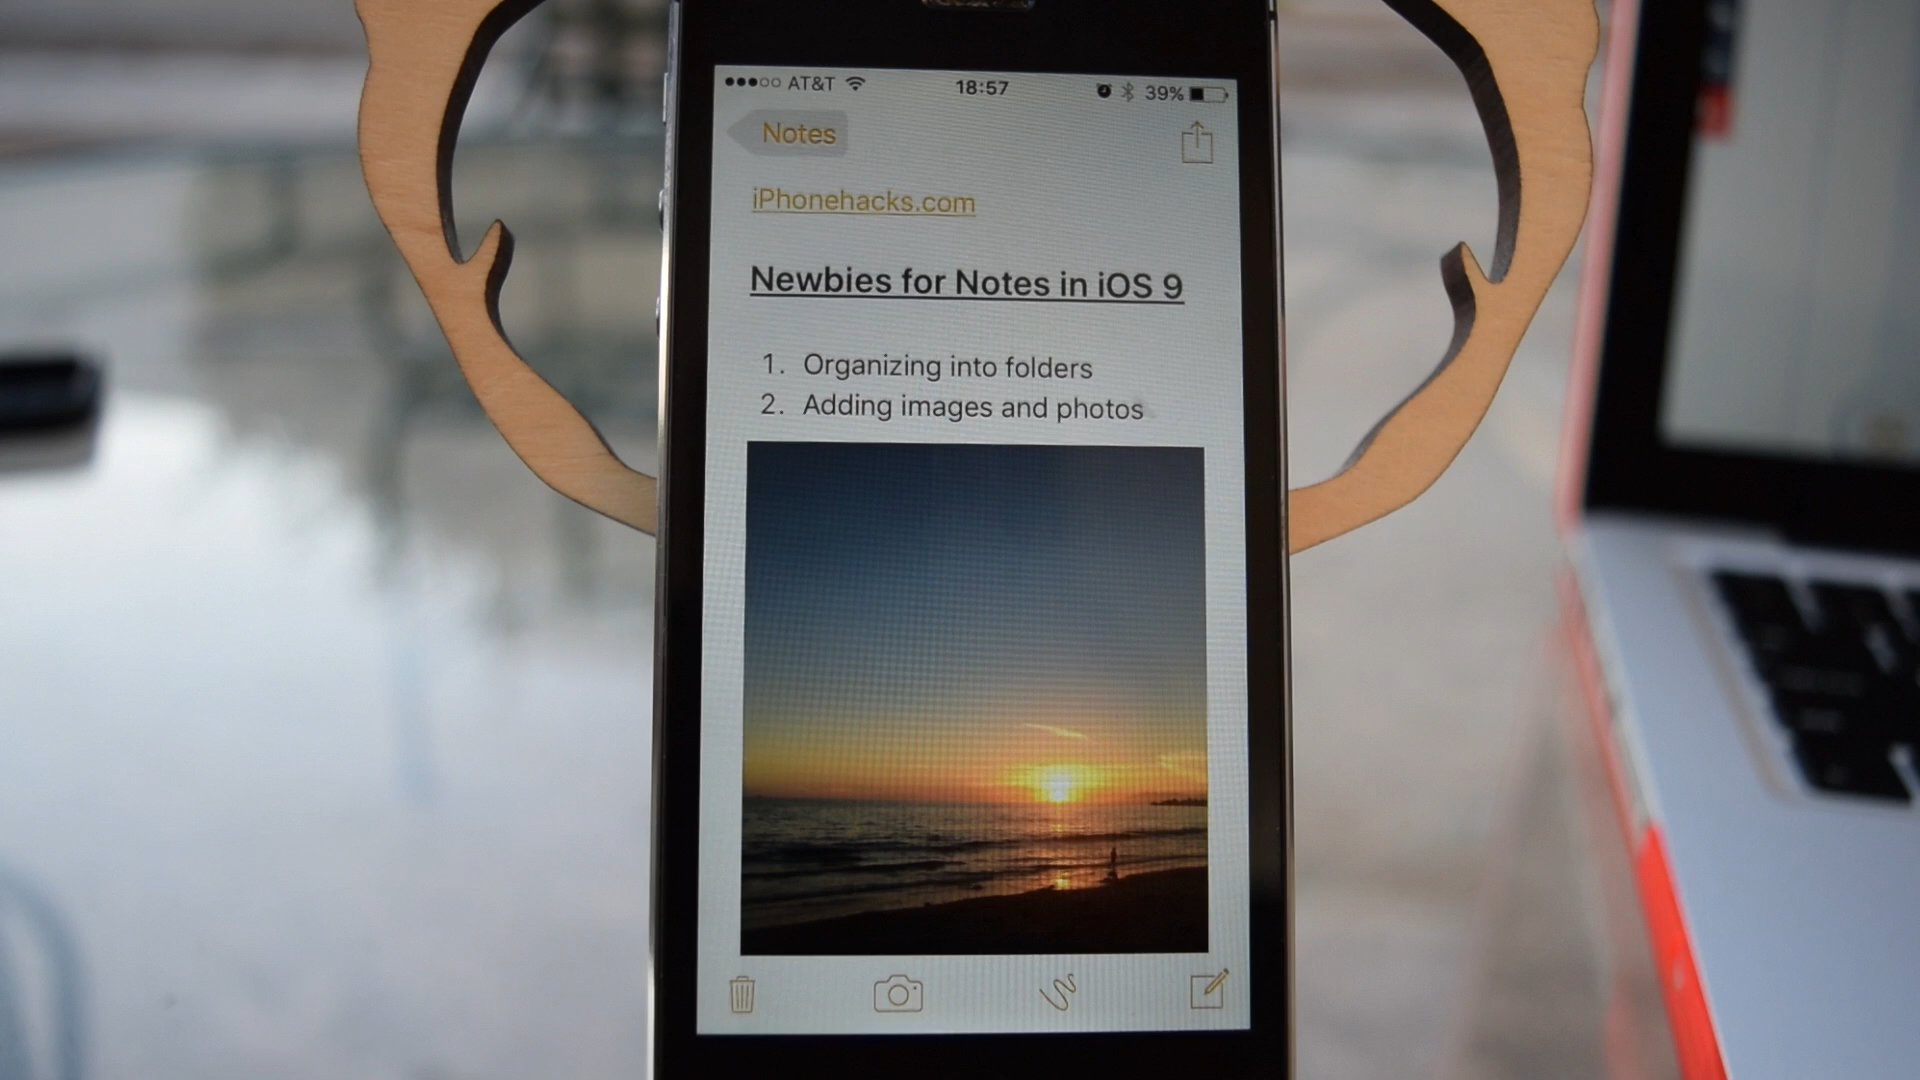 AT&T 18:57 39%
Notes
iPhonehacks.com
Newbies for Notes in iOS 9
1. Organizing into folders
2. Adding images and photos